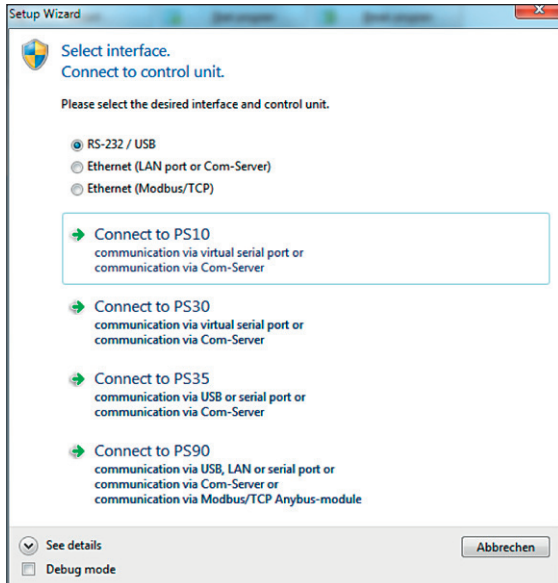 Setup Wizard
Select interface.
Connect to control unit.
Please select the desired interface and control unit.
RS-232 / USB
Ethernet (LAN port or Com-Server)
Ethernet (Modbus/TCP)
Connect to PS10
communication via virtual serial port or
communication via Com-Server
Connect to PS30
communication via virtual serial port or
communication via Com-Server
Connect to PS35
communication via USB or serial port or
communication via Com-Server
Connect to PS90
communication via USB, LAN or serial port or
communication via Com-Server or
communication via Modbus/TCP Anybus-module
See details
Abbrechen
Debug mode